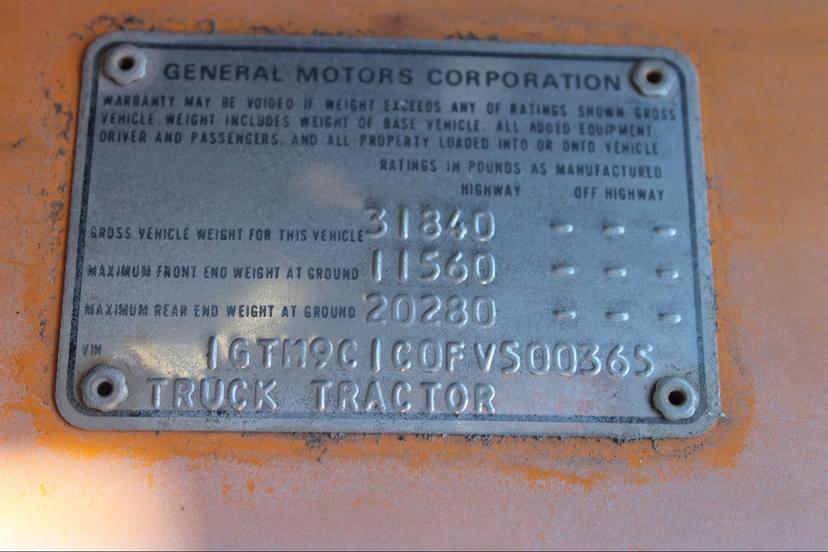 GENERAL MOTORS CORPORATION
WARRANTY MAY BE VOIDED IF WEIGHT EXCEEDS ANY OF RATINGS SHOWN GROSS
VEHICLE WEIGHT INCLUDES WEIGHT OF BASE VEHICLE, ALL ADDED EQUIPMENT,
DRIVER AND PASSENGERS, AND ALL PROPERTY LOADED INTO OR ONTO VEHICLE
RATINGS IN POUNDS AS MANUFACTURED
HIGHWAY OFF HIGHWAY
GROSS VEHICLE WEIGHT FOR THIS VEHICLE 31840 - - -
MAXIMUM FRONT END WEIGHT AT GROUND 11560 - - -
MAXIMUM REAR END WEIGHT AT GROUND 20280 - - -
VIN 1GTM9C1C0FV500365
TRUCK TRACTOR